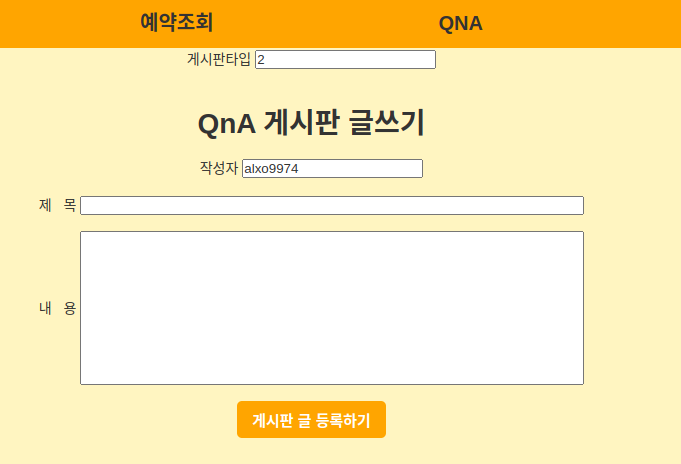 예약조회 QNA
게시판타입 2
QnA 게시판 글쓰기
작성자 alxo9974
제 목
내 용
게시판 글 등록하기